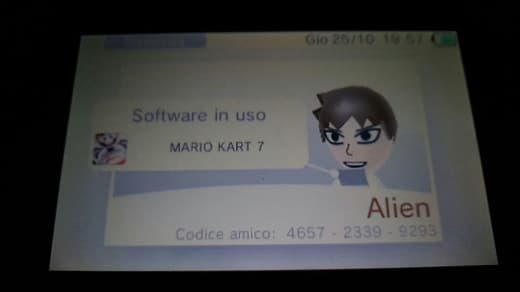 Gio 25/10 19:57
Software in uso
MARIO KART 7
Alien
Codice amico: 4657 - 2339 - 9293